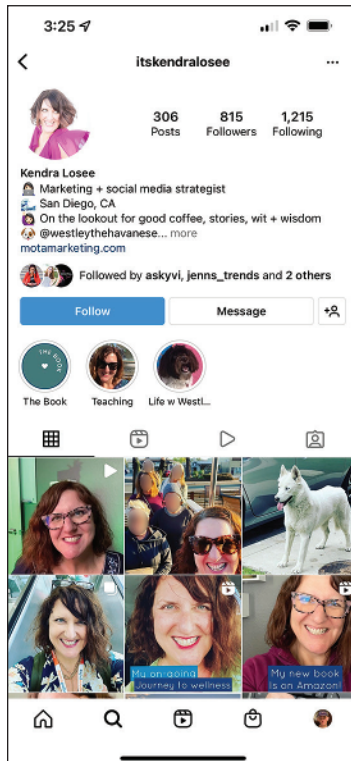 3:25
itskendralosee
306 815 1,215
Posts Followers Following
Kendra Losee
Marketing + social media strategist
San Diego, CA
On the lookout for good coffee, stories, wit + wisdom
@westleythehavanese... more
motamarketing.com
Followed by askyvi, jenns_trends and 2 others
Follow Message
THE BOOK
The Book Teaching Life w Westl...
My on-going
Journey to wellness
My new book
is on Amazon!